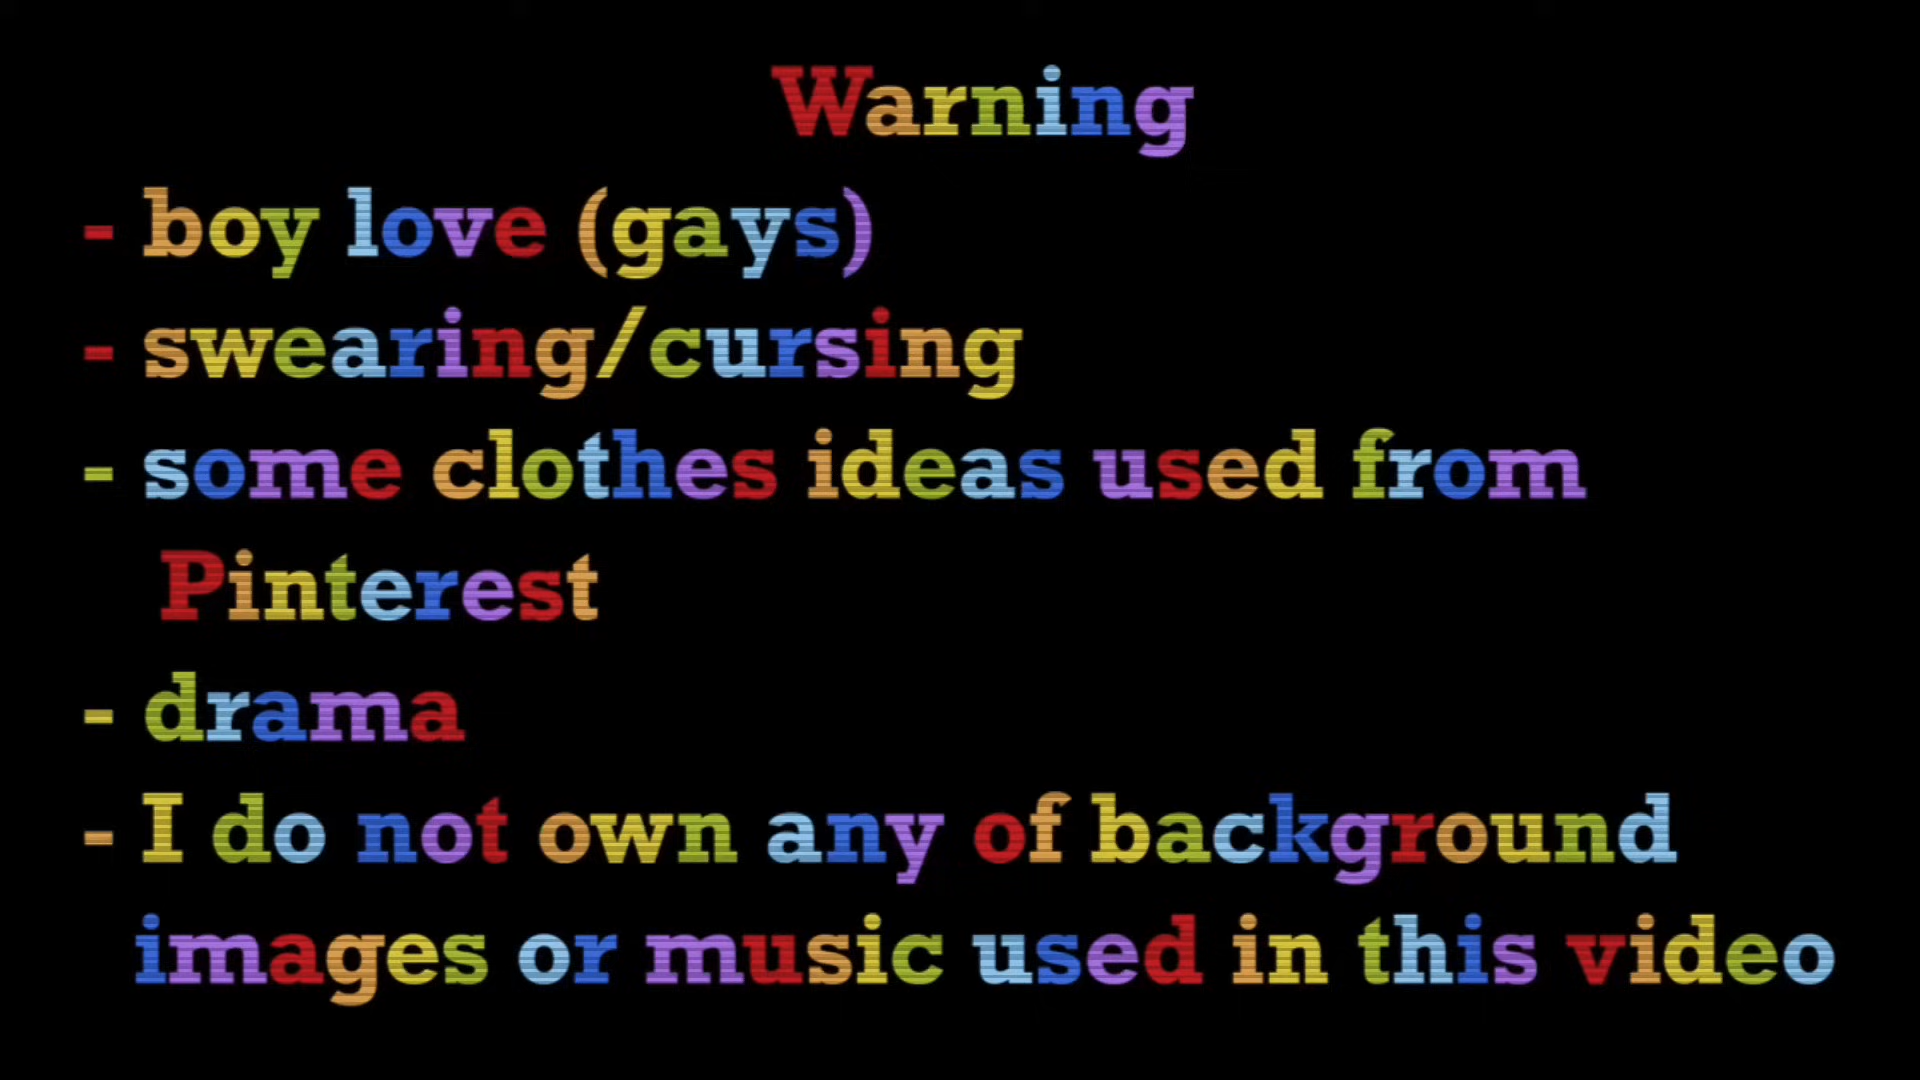 Warning
- boy love (gays)
- swearing/cursing
- some clothes ideas used from
Pinterest
- drama
- I do not own any of background
images or music used in this video